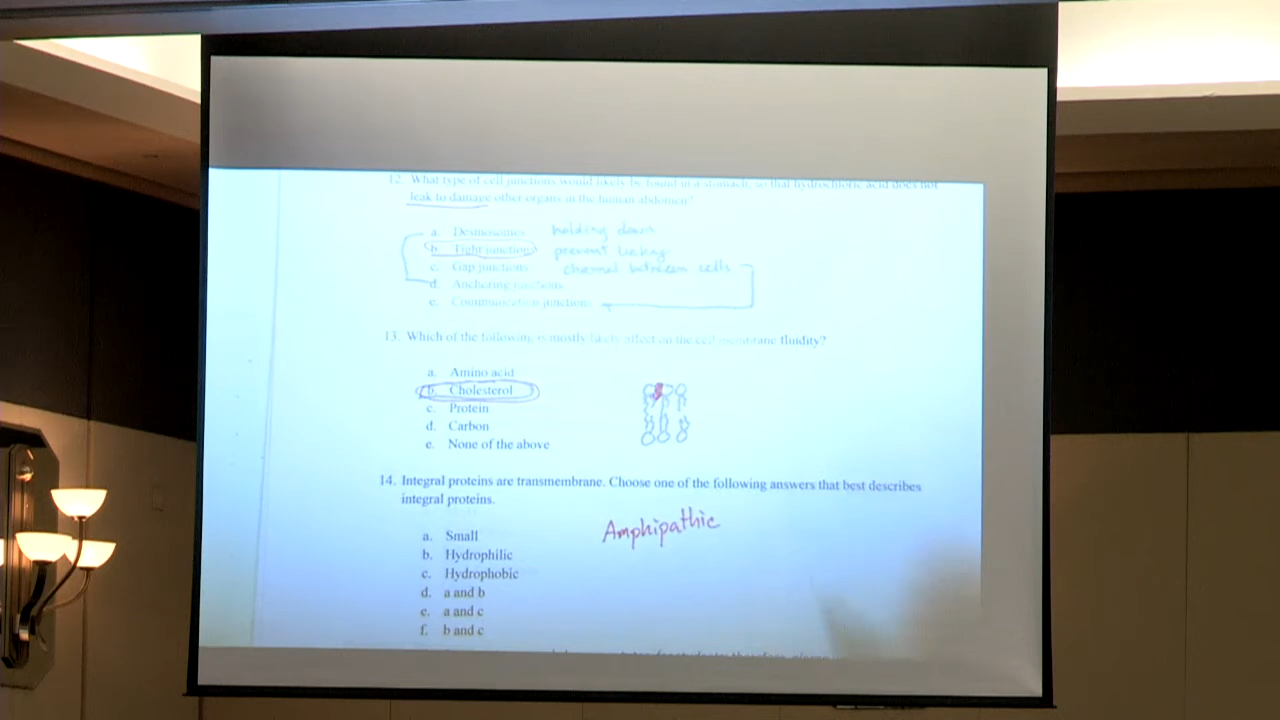 12. What type of cell junctions would likely be found in a stomach, so that hydrochloric acid does not
leak to damage other organs in the human abdomen?
a. Desmosomes holding down
b. Tight junctions prevent leaking
c. Gap junctions channel between cells
d. Anchoring junctions
e. Communication junctions
13. Which of the following is mostly likely affect on the cell membrane fluidity?
a. Amino acid
b. Cholesterol
c. Protein
d. Carbon
e. None of the above
14. Integral proteins are transmembrane. Choose one of the following answers that best describes
integral proteins.
Amphipathic
a. Small
b. Hydrophilic
c. Hydrophobic
d. a and b
e. a and c
f. b and c